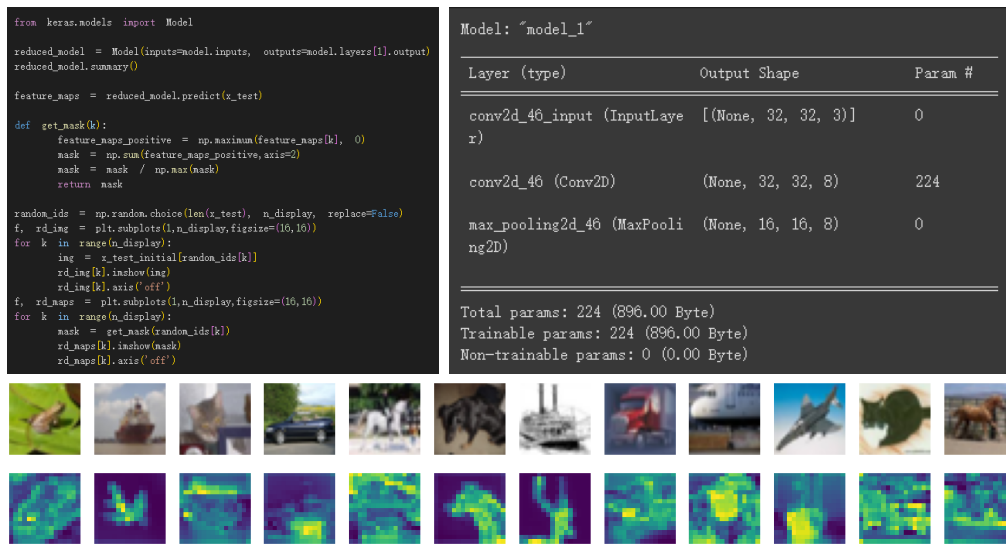 from keras.models import Model
reduced_model = Model(inputs=model.inputs, outputs=model.layers[1].output)
reduced_model.summary()
feature_maps = reduced_model.predict(x_test)
def get_mask(k):
feature_maps_positive = np.maximum(feature_maps[k], 0)
mask = np.sum(feature_maps_positive,axis=2)
mask = mask / np.max(mask)
return mask
random_ids = np.random.choice(len(x_test), n_display, replace=False)
f, rd_img = plt.subplots(1,n_display,figsize=(16,16))
for k in range(n_display):
img = x_test_initial[random_ids[k]]
rd_img[k].imshow(img)
rd_img[k].axis('off')
f, rd_maps = plt.subplots(1,n_display,figsize=(16,16))
for k in range(n_display):
mask = get_mask(random_ids[k])
rd_maps[k].imshow(mask)
rd_maps[k].axis('off')
Model: "model_1"
Layer (type) Output Shape Param #
conv2d_46_input (InputLaye [(None, 32, 32, 3)] 0
r)
conv2d_46 (Conv2D) (None, 32, 32, 8) 224
max_pooling2d_46 (MaxPooli (None, 16, 16, 8) 0
ng2D)
Total params: 224 (896.00 Byte)
Trainable params: 224 (896.00 Byte)
Non-trainable params: 0 (0.00 Byte)